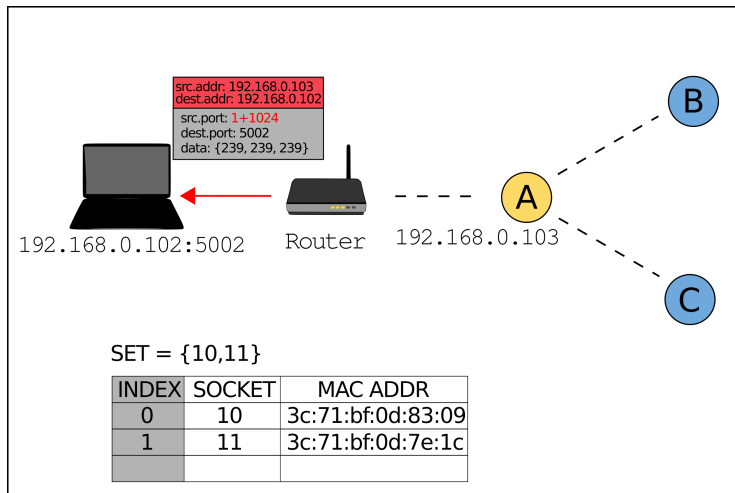 src.addr: 192.168.0.103
dest.addr: 192.168.0.102
src.port: 1+1024
dest.port: 5002
data: {239, 239, 239}
B
A
192.168.0.102:5002
Router
192.168.0.103
C
SET = {10,11}
INDEX SOCKET MAC ADDR
0 10 3c:71:bf:0d:83:09
1 11 3c:71:bf:0d:7e:1c